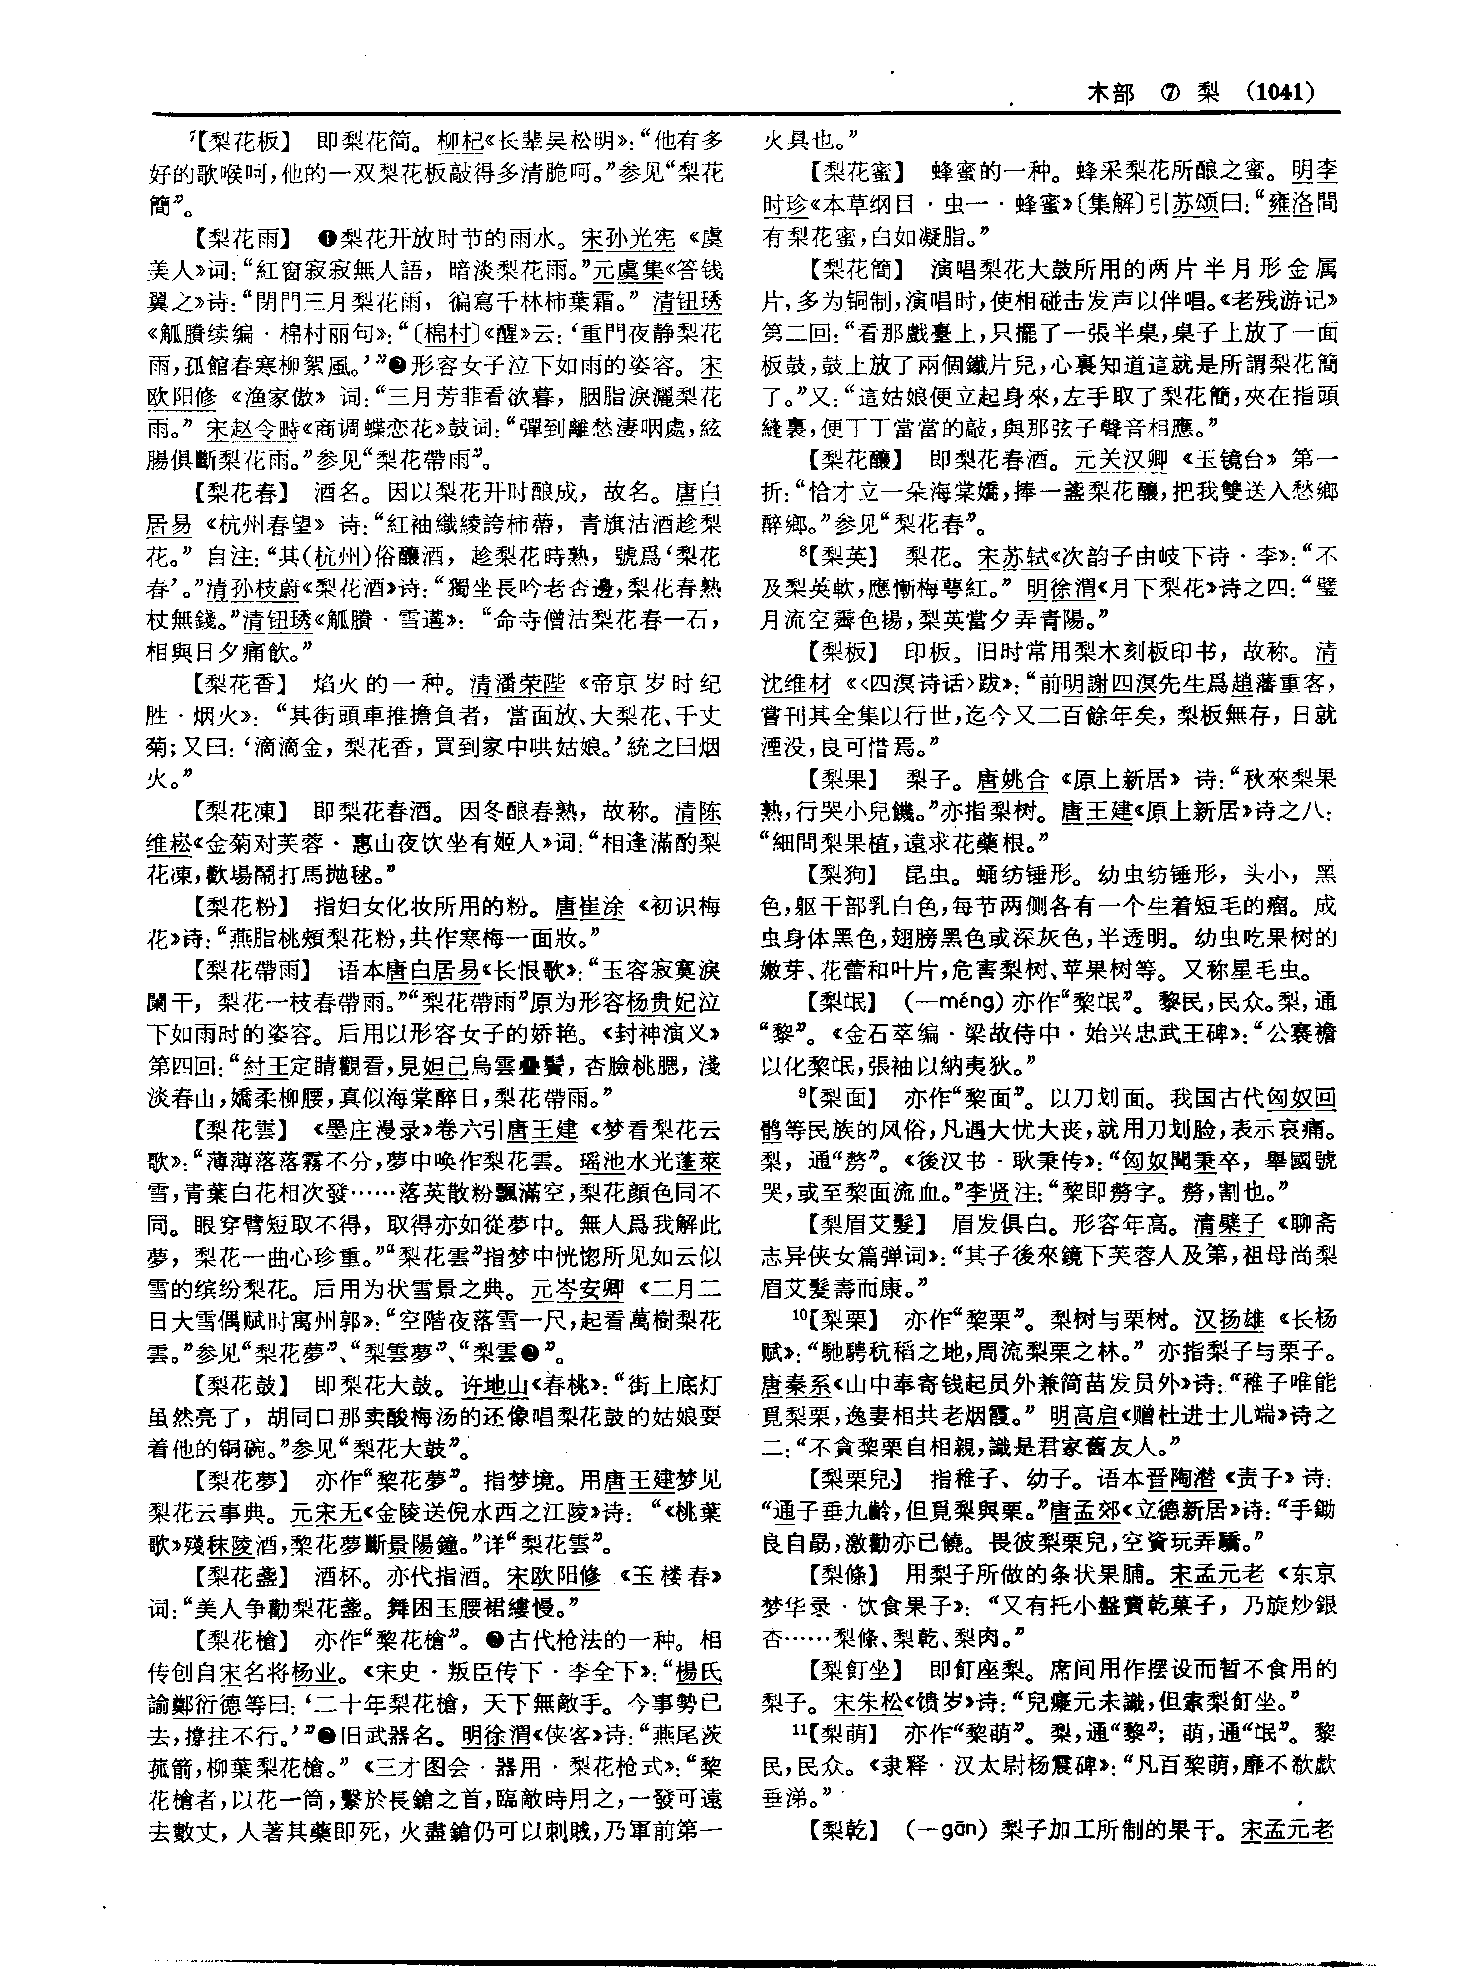 木部 ⑦ 梨 (1041)
⁷【梨花板】 即梨花简。柳杞《长辈吴松明》：“他有多
好的歌喉呵，他的一双梨花板敲得多清脆呵。”参见“梨花
簡”。
【梨花雨】 ❶梨花开放时节的雨水。宋孙光宪《虞
美人》词：“紅窗寂寂無人語，暗淡梨花雨。”元虞集《答钱
翼之》诗：“閉門三月梨花雨，徧寫千林柿葉霜。” 清钮琇
《觚賸续编·棉村丽句》：“〔棉村〕《醒》云：‘重門夜静梨花
雨，孤館春寒柳絮風。’”❷形容女子泣下如雨的姿容。宋
欧阳修《渔家傲》词：“三月芳菲看欲暮，胭脂淚灑梨花
雨。” 宋赵令畤《商调蝶恋花》鼓词：“彈到離愁淒咽處，絃
腸俱斷梨花雨。”参见“梨花帶雨”。
【梨花春】 酒名。因以梨花开时酿成，故名。唐白
居易《杭州春望》诗：“紅袖織綾誇柿蔕，青旗沽酒趁梨
花。” 自注：“其(杭州)俗釀酒，趁梨花時熟，號爲‘梨花
春’。”清孙枝蔚《梨花酒》诗：“獨坐長吟老杏邊，梨花春熟
杖無錢。”清钮琇《觚賸·雪遘》：“命寺僧沽梨花春一石，
相與日夕痛飲。”
【梨花香】 焰火的一种。清潘荣陛《帝京岁时纪
胜·烟火》：“其街頭車推擔負者，當面放、大梨花、千丈
菊；又曰：‘滴滴金，梨花香，買到家中哄姑娘。’統之曰烟
火。”
【梨花凍】 即梨花春酒。因冬酿春熟，故称。清陈
维崧《金菊对芙蓉·惠山夜饮坐有姬人》词：“相逢滿酌梨
花凍，歡場鬧打馬拋毬。”
【梨花粉】 指妇女化妆所用的粉。唐崔涂《初识梅
花》诗：“燕脂桃頰梨花粉，共作寒梅一面妝。”
【梨花帶雨】 语本唐白居易《长恨歌》：“玉容寂寞淚
闌干，梨花一枝春帶雨。”“梨花帶雨”原为形容杨贵妃泣
下如雨时的姿容。后用以形容女子的娇艳。《封神演义》
第四回：“紂王定睛觀看，見妲己烏雲疊鬢，杏臉桃腮，淺
淡春山，嬌柔柳腰，真似海棠醉日，梨花帶雨。”
【梨花雲】 《墨庄漫录》卷六引唐王建《梦看梨花云
歌》：“薄薄落落霧不分，夢中唤作梨花雲。瑶池水光蓬萊
雪，青葉白花相次發……落英散粉飄滿空，梨花顔色同不
同。眼穿臂短取不得，取得亦如從夢中。無人爲我解此
夢，梨花一曲心珍重。”“梨花雲”指梦中恍惚所见如云似
雪的缤纷梨花。后用为状雪景之典。元岑安卿《二月二
日大雪偶赋时寓州郭》：“空階夜落雪一尺，起看萬樹梨花
雲。”参见“梨花夢”、“梨雲夢”、“梨雲❷”。
【梨花鼓】 即梨花大鼓。许地山《春桃》：“街上底灯
虽然亮了，胡同口那卖酸梅汤的还像唱梨花鼓的姑娘耍
着他的铜碗。”参见“梨花大鼓”。
【梨花夢】 亦作“棃花夢”。指梦境。用唐王建梦见
梨花云事典。元宋无《金陵送倪水西之江陵》诗：“《桃葉
歌》殘秣陵酒，棃花夢斷景陽鐘。”详“梨花雲”。
【梨花盞】 酒杯。亦代指酒。宋欧阳修《玉楼春》
词：“美人争勸梨花盞。舞困玉腰裙縷慢。”
【梨花槍】 亦作“棃花槍”。❶古代枪法的一种。相
传创自宋名将杨业。《宋史·叛臣传下·李全下》：“楊氏
諭鄭衍德等曰：‘二十年梨花槍，天下無敵手。今事勢已
去，撐拄不行。’”❷旧武器名。明徐渭《侠客》诗：“燕尾茨
菰箭，柳葉梨花槍。”《三才图会·器用·梨花枪式》：“棃
花槍者，以花一筒，繫於長鎗之首，臨敵時用之，一發可遠
去數丈，人著其藥即死，火盡鎗仍可以刺賊，乃軍前第一
火具也。”
【梨花蜜】 蜂蜜的一种。蜂采梨花所酿之蜜。明李
时珍《本草纲目·虫一·蜂蜜》〔集解〕引苏颂曰：“雍洛間
有梨花蜜，白如凝脂。”
【梨花簡】 演唱梨花大鼓所用的两片半月形金属
片，多为铜制，演唱时，使相碰击发声以伴唱。《老残游记》
第二回：“看那戲臺上，只擺了一張半桌，桌子上放了一面
板鼓，鼓上放了兩個鐵片兒，心裏知道這就是所謂梨花簡
了。”又：“這姑娘便立起身來，左手取了梨花簡，夾在指頭
縫裏，便丁丁當當的敲，與那弦子聲音相應。”
【梨花釀】 即梨花春酒。元关汉卿《玉镜台》第一
折：“恰才立一朵海棠嬌，捧一盞梨花釀，把我雙送入愁鄉
醉鄉。”参见“梨花春”。
⁸【梨英】 梨花。宋苏轼《次韵子由岐下诗·李》：“不
及梨英軟，應慚梅萼紅。” 明徐渭《月下梨花》诗之四：“璧
月流空霽色揚，梨英當夕弄青陽。”
【梨板】 印板。旧时常用梨木刻板印书，故称。清
沈维材《〈四溟诗话〉跋》：“前明謝四溟先生爲趙藩重客，
嘗刊其全集以行世，迄今又二百餘年矣，梨板無存，日就
湮没，良可惜焉。”
【梨果】 梨子。唐姚合《原上新居》诗：“秋來梨果
熟，行哭小兒饑。”亦指梨树。唐王建《原上新居》诗之八：
“細問梨果植，遠求花藥根。”
【梨狗】 昆虫。蛹纺锤形。幼虫纺锤形，头小，黑
色，躯干部乳白色，每节两侧各有一个生着短毛的瘤。成
虫身体黑色，翅膀黑色或深灰色，半透明。幼虫吃果树的
嫩芽、花蕾和叶片，危害梨树、苹果树等。又称星毛虫。
【梨氓】 (—méng) 亦作“棃氓”。黎民，民众。梨，通
“黎”。《金石萃编·梁故侍中·始兴忠武王碑》：“公褰襜
以化棃氓，張袖以納夷狄。”
⁹【梨面】 亦作“棃面”。以刀划面。我国古代匈奴回
鹘等民族的风俗，凡遇大忧大丧，就用刀划脸，表示哀痛。
梨，通“剺”。《後汉书·耿秉传》：“匈奴聞秉卒，舉國號
哭，或至棃面流血。”李贤注：“棃即剺字。剺，割也。”
【梨眉艾髮】 眉发俱白。形容年高。清檗子《聊斋
志异侠女篇弹词》：“其子後來鏡下芙蓉人及第，祖母尚梨
眉艾髮壽而康。”
¹⁰【梨栗】 亦作“棃栗”。梨树与栗树。汉扬雄《长杨
赋》：“馳騁秔稻之地，周流梨栗之林。” 亦指梨子与栗子。
唐秦系《山中奉寄钱起员外兼简苗发员外》诗：“稚子唯能
覓梨栗，逸妻相共老烟霞。” 明高启《赠杜进士儿端》诗之
二：“不貪棃栗自相親，識是君家舊友人。”
【梨栗兒】 指稚子、幼子。语本晋陶潜《责子》诗：
“通子垂九齡，但覓梨與栗。”唐孟郊《立德新居》诗：“手鋤
良自勗，激勸亦已饒。畏彼梨栗兒，空資玩弄驕。”
【梨條】 用梨子所做的条状果脯。宋孟元老《东京
梦华录·饮食果子》：“又有托小盤賣乾菓子，乃旋炒銀
杏……梨條、梨乾、梨肉。”
【梨飣坐】 即飣座梨。席间用作摆设而暂不食用的
梨子。宋朱松《馈岁》诗：“兒癡元未識，但索梨飣坐。”
¹¹【梨萌】 亦作“棃萌”。梨，通“黎”；萌，通“氓”。黎
民，民众。《隶释·汉太尉杨震碑》：“凡百棃萌，靡不欷歔
垂涕。”
【梨乾】 (—gān) 梨子加工所制的果干。宋孟元老